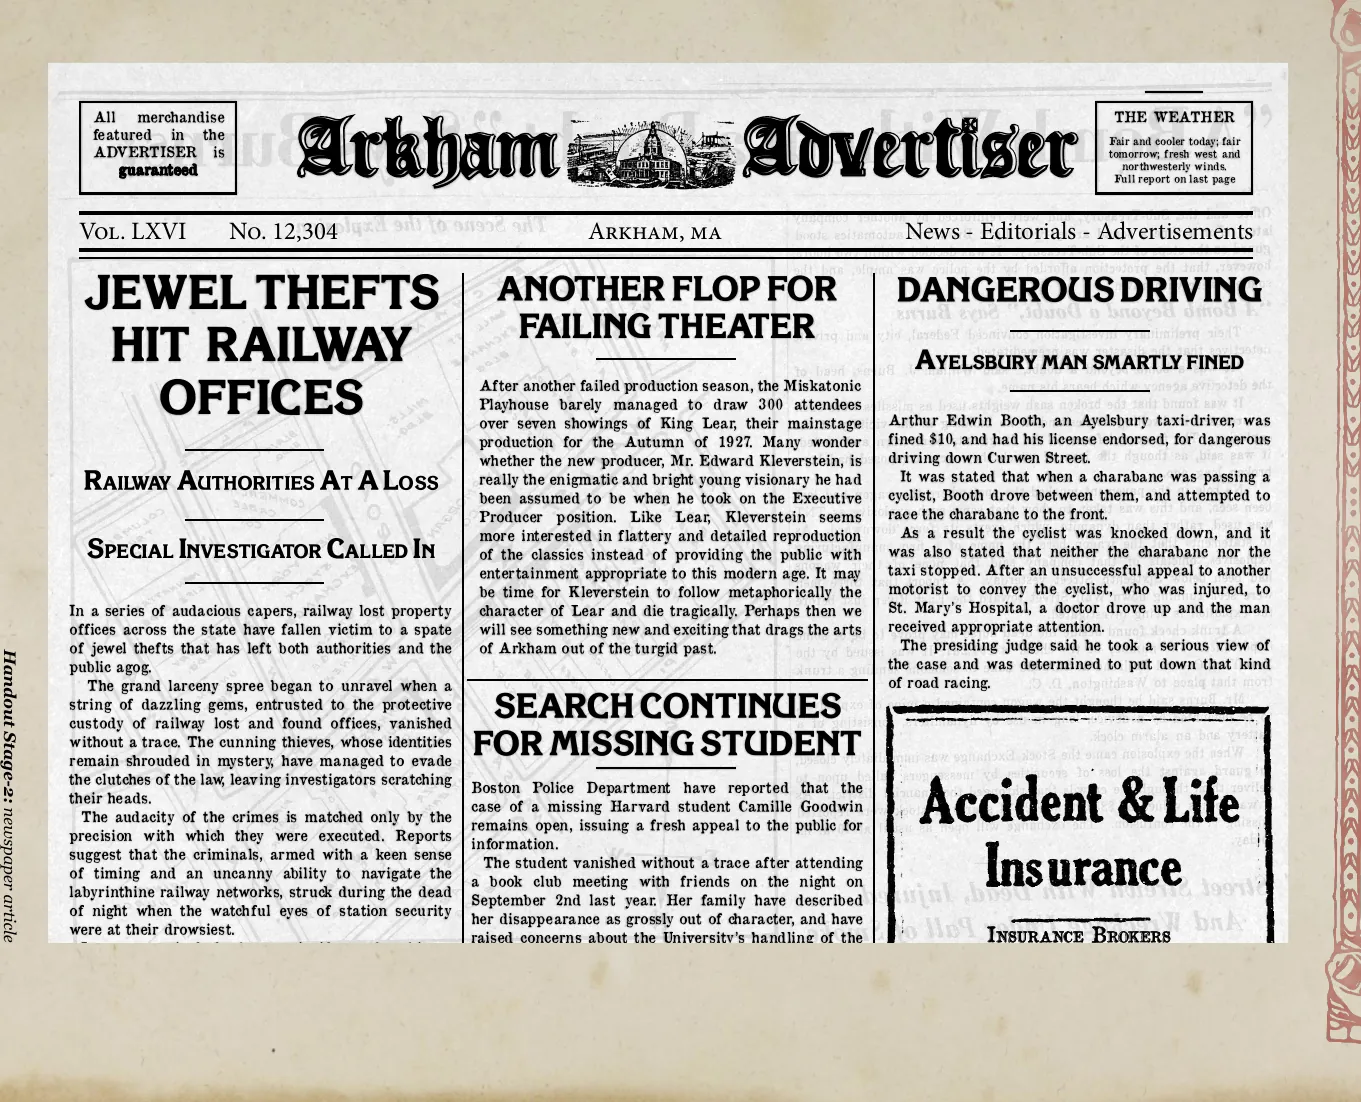 All merchandise
featured in the
ADVERTISER is
guaranteed
Arkham Advertiser
THE WEATHER
Fair and cooler today; fair
tomorrow; fresh west and
northwesterly winds.
Full report on last page
Vol. LXVI No. 12,304 Arkham, ma News - Editorials - Advertisements
JEWEL THEFTS
HIT RAILWAY
OFFICES
Railway Authorities At A Loss
Special Investigator Called In
In a series of audacious capers, railway lost property
offices across the state have fallen victim to a spate
of jewel thefts that has left both authorities and the
public agog.
The grand larceny spree began to unravel when a
string of dazzling gems, entrusted to the protective
custody of railway lost and found offices, vanished
without a trace. The cunning thieves, whose identities
remain shrouded in mystery, have managed to evade
the clutches of the law, leaving investigators scratching
their heads.
The audacity of the crimes is matched only by the
precision with which they were executed. Reports
suggest that the criminals, armed with a keen sense
of timing and an uncanny ability to navigate the
labyrinthine railway networks, struck during the dead
of night when the watchful eyes of station security
were at their drowsiest.
ANOTHER FLOP FOR
FAILING THEATER
After another failed production season, the Miskatonic
Playhouse barely managed to draw 300 attendees
over seven showings of King Lear, their mainstage
production for the Autumn of 1927. Many wonder
whether the new producer, Mr. Edward Kleverstein, is
really the enigmatic and bright young visionary he had
been assumed to be when he took on the Executive
Producer position. Like Lear, Kleverstein seems
more interested in flattery and detailed reproduction
of the classics instead of providing the public with
entertainment appropriate to this modern age. It may
be time for Kleverstein to follow metaphorically the
character of Lear and die tragically. Perhaps then we
will see something new and exciting that drags the arts
of Arkham out of the turgid past.
SEARCH CONTINUES
FOR MISSING STUDENT
Boston Police Department have reported that the
case of a missing Harvard student Camille Goodwin
remains open, issuing a fresh appeal to the public for
information.
The student vanished without a trace after attending
a book club meeting with friends on the night on
September 2nd last year. Her family have described
her disappearance as grossly out of character, and have
raised concerns about the University's handling of the
DANGEROUS DRIVING
Ayelsbury man smartly fined
Arthur Edwin Booth, an Ayelsbury taxi-driver, was
fined $10, and had his license endorsed, for dangerous
driving down Curwen Street.
It was stated that when a charabanc was passing a
cyclist, Booth drove between them, and attempted to
race the charabanc to the front.
As a result the cyclist was knocked down, and it
was also stated that neither the charabanc nor the
taxi stopped. After an unsuccessful appeal to another
motorist to convey the cyclist, who was injured, to
St. Mary's Hospital, a doctor drove up and the man
received appropriate attention.
The presiding judge said he took a serious view of
the case and was determined to put down that kind
of road racing.
Accident & Life
Insurance
Insurance Brokers
Handout Stage-2: newspaper article